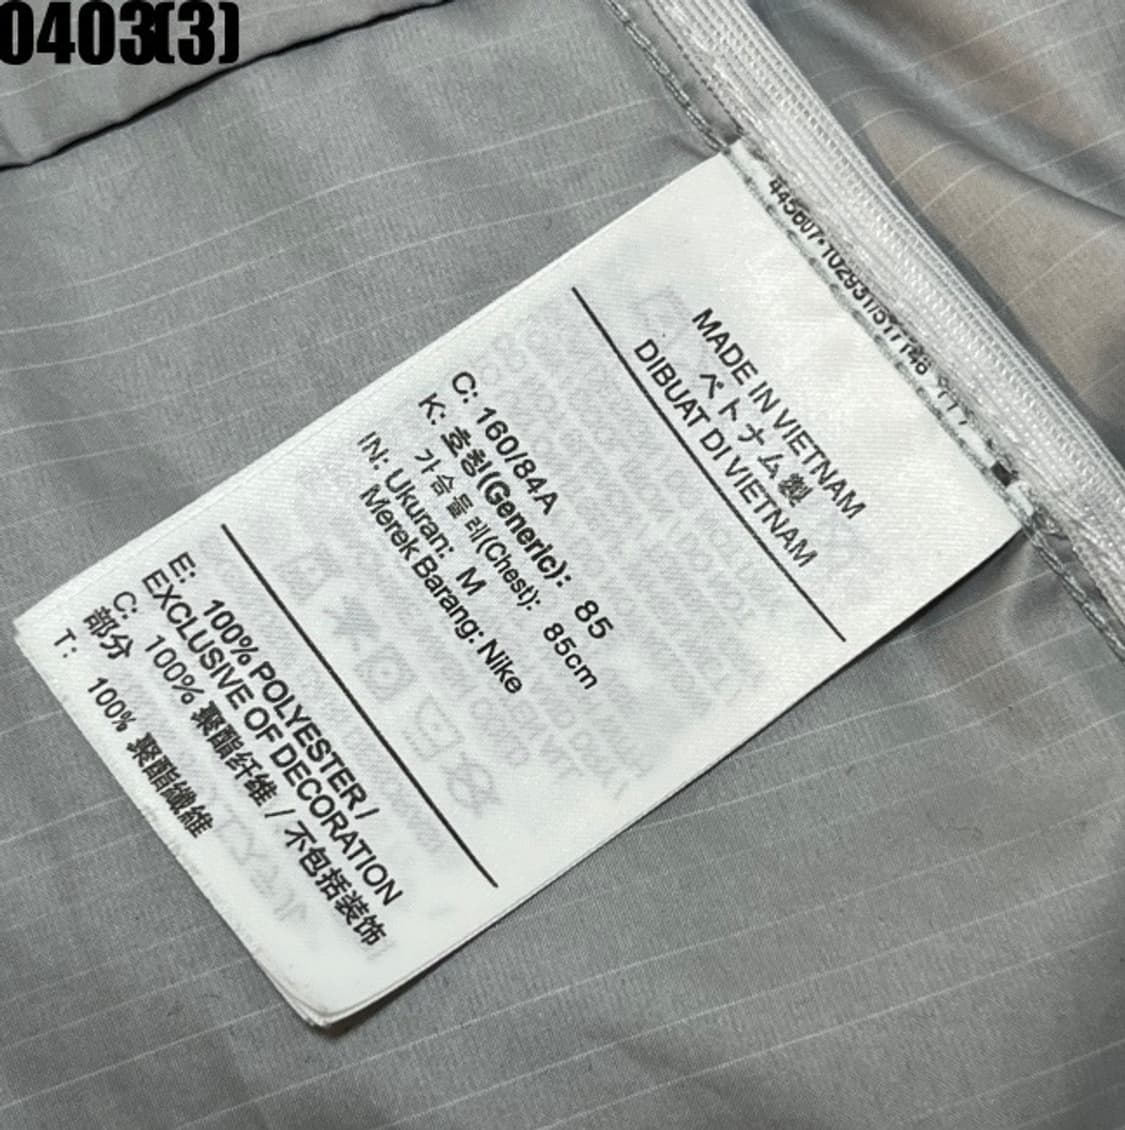 0403(3)
MADE IN VIETNAM
ベトナム製
DIBUAT DI VIETNAM
C: 160/84A
K: 호칭(Generic): 85
가슴둘레(Chest): 85cm
IN: Ukuran: M
Merek Barang: Nike
E: 100% POLYESTER /
EXCLUSIVE OF DECORATION
C: 100% 聚酯纤维 / 不包括装饰
部分
T: 100% 聚酯纖維